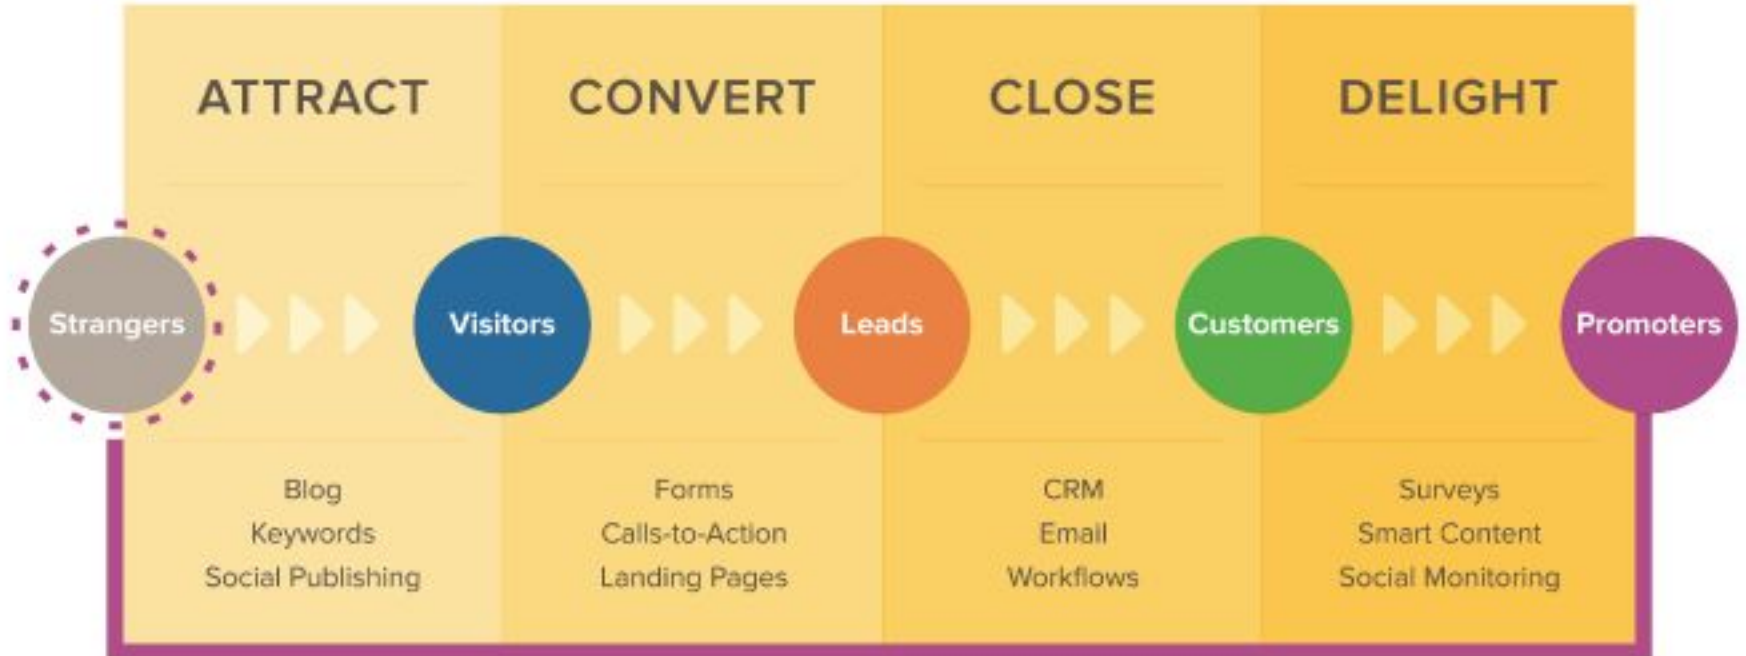 ATTRACT
CONVERT
CLOSE
DELIGHT
Strangers
Visitors
Leads
Customers
Promoters
Blog
Keywords
Social Publishing
Forms
Calls-to-Action
Landing Pages
CRM
Email
Workflows
Surveys
Smart Content
Social Monitoring